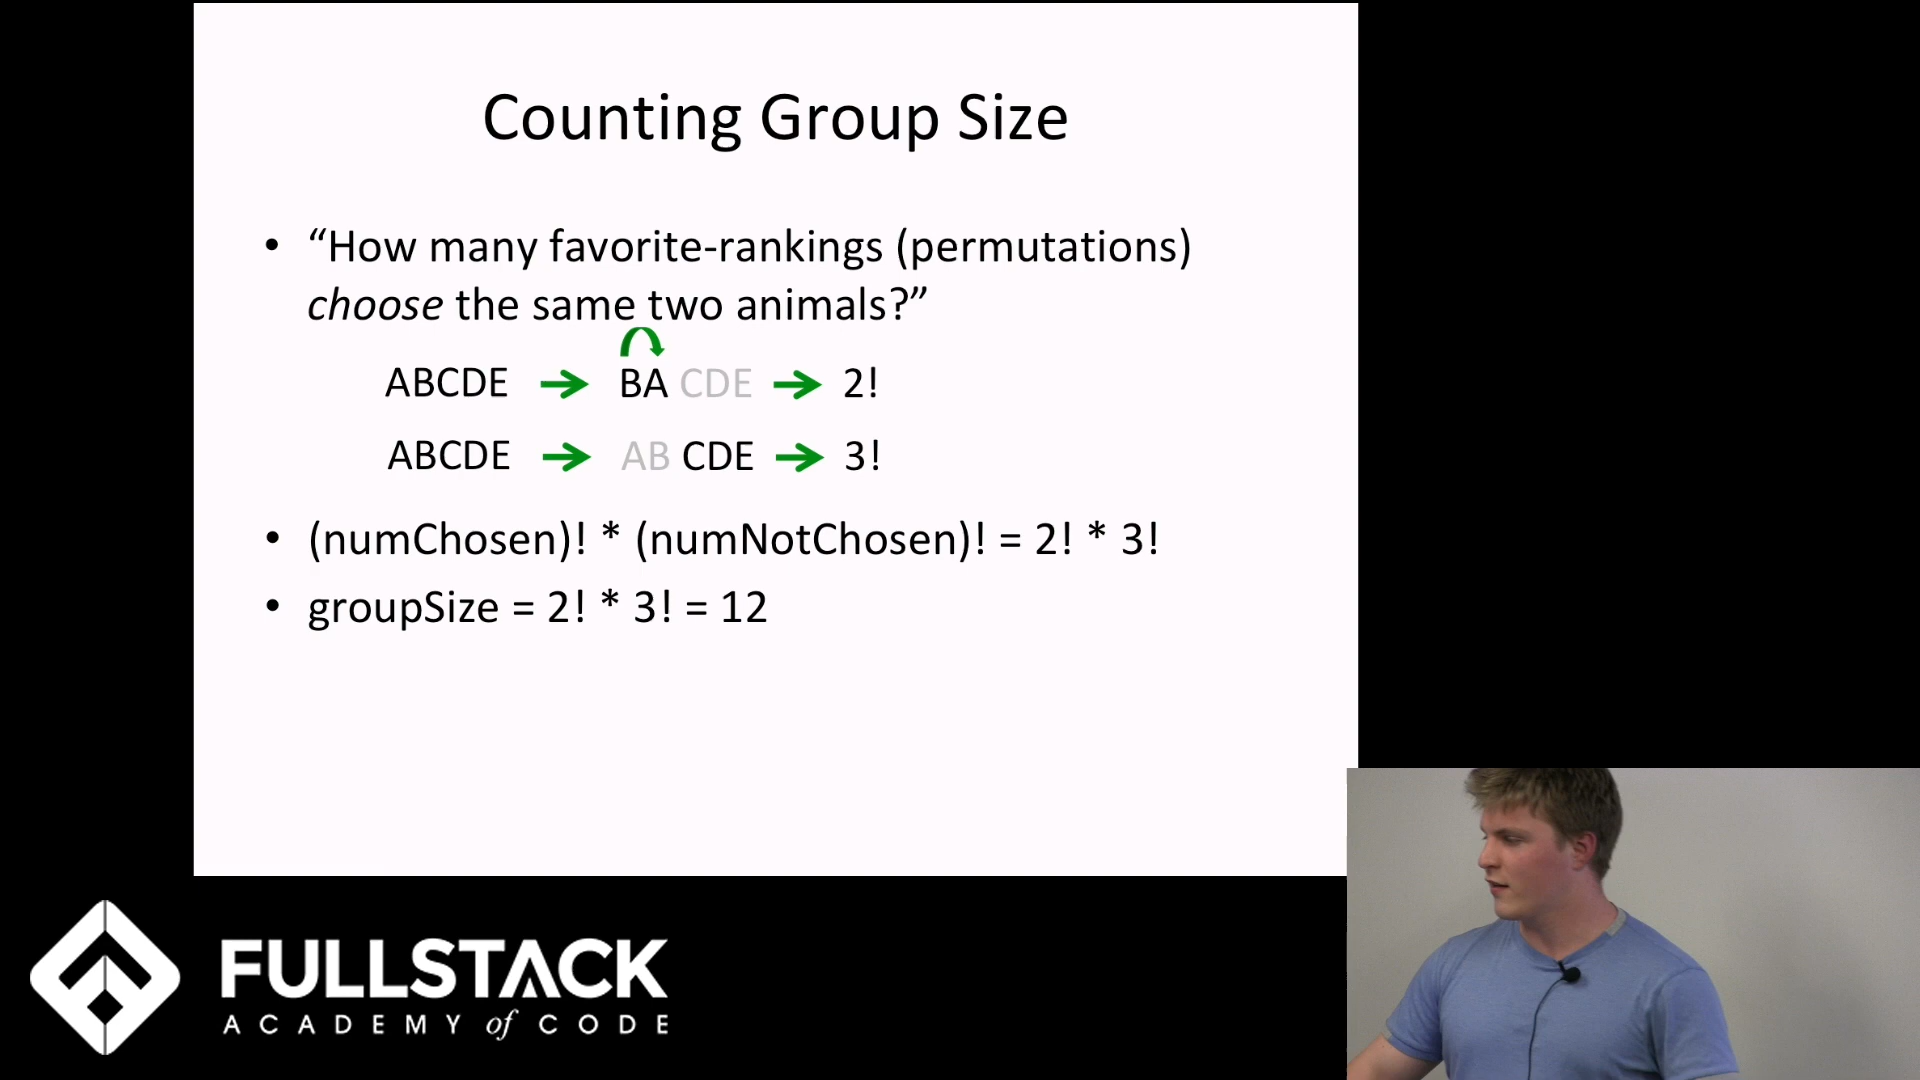 Counting Group Size
• “How many favorite-rankings (permutations)
choose the same two animals?”
ABCDE → BA CDE → 2!
ABCDE → AB CDE → 3!
• (numChosen)! * (numNotChosen)! = 2! * 3!
• groupSize = 2! * 3! = 12
FULLSTACK
ACADEMY of CODE